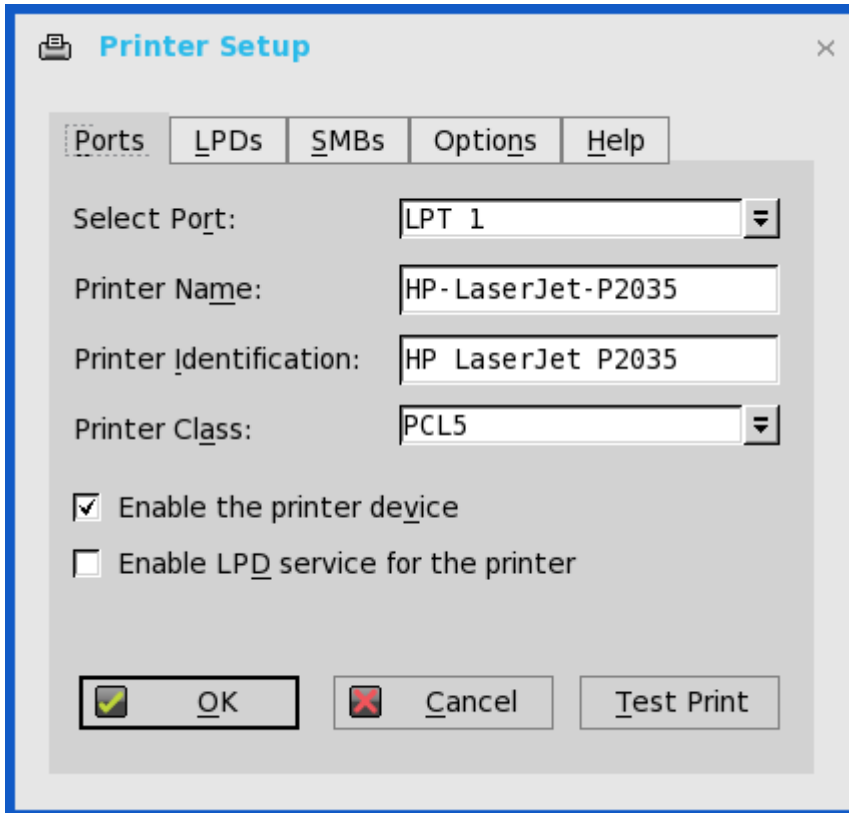 Printer Setup
Ports LPDs SMBs Options Help
Select Port: LPT 1
Printer Name: HP-LaserJet-P2035
Printer Identification: HP LaserJet P2035
Printer Class: PCL5
Enable the printer device
Enable LPD service for the printer
OK Cancel Test Print